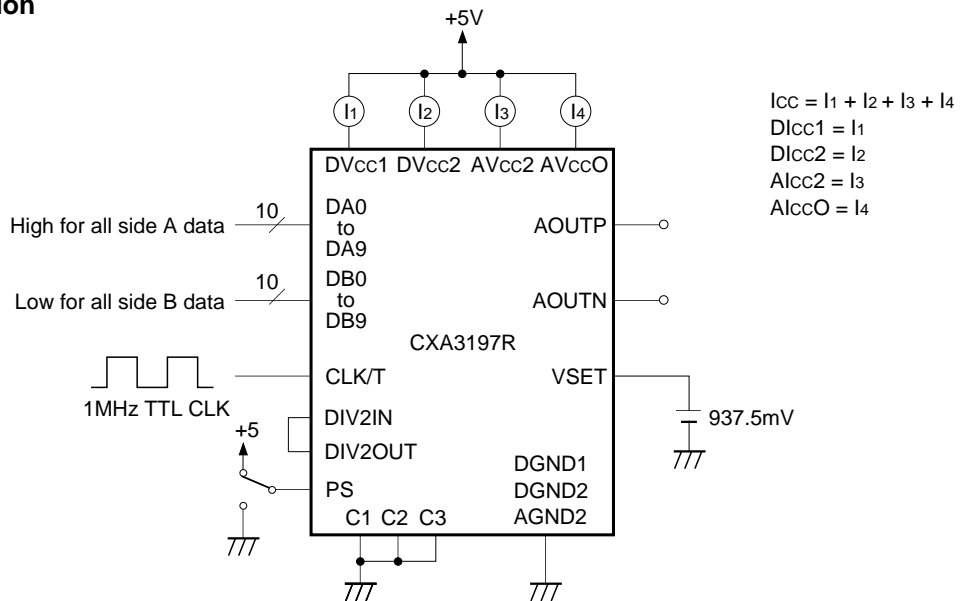 ion
+5V
I1 I2 I3 I4
ICC = I1 + I2 + I3 + I4
DICC1 = I1
DICC2 = I2
AICC2 = I3
AICCO = I4
DVCC1 DVCC2 AVCC2 AVCCO
High for all side A data
10
DA0
to
DA9
AOUTP
Low for all side B data
10
DB0
to
DB9
AOUTN
CXA3197R
CLK/T
VSET
1MHz TTL CLK
DIV2IN
937.5mV
+5
DIV2OUT
DGND1
PS
DGND2
C1 C2 C3
AGND2